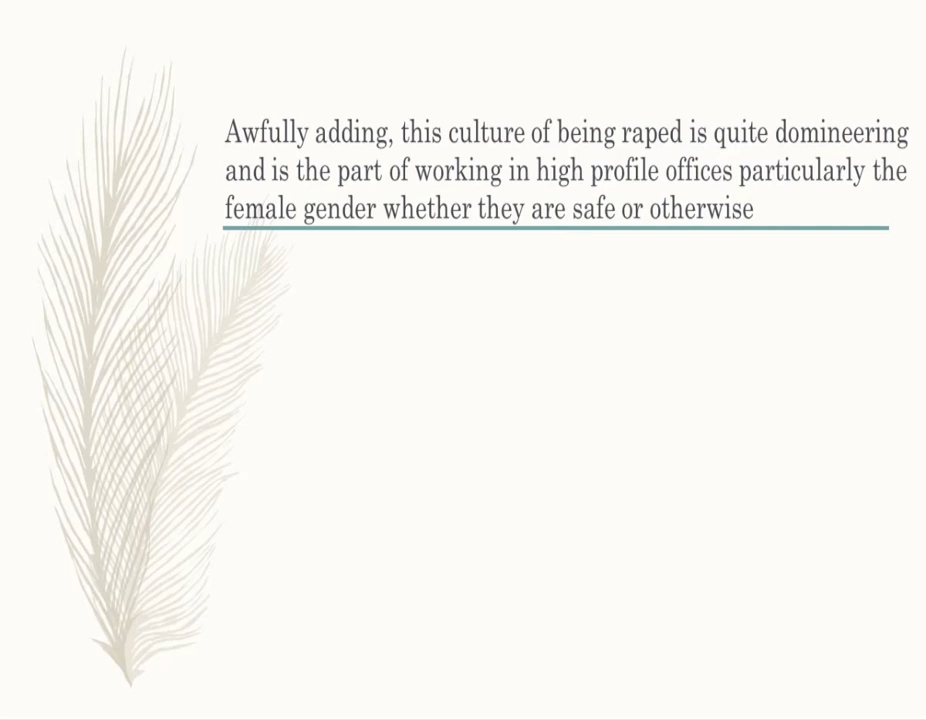 Awfully adding, this culture of being raped is quite domineering
and is the part of working in high profile offices particularly the
female gender whether they are safe or otherwise